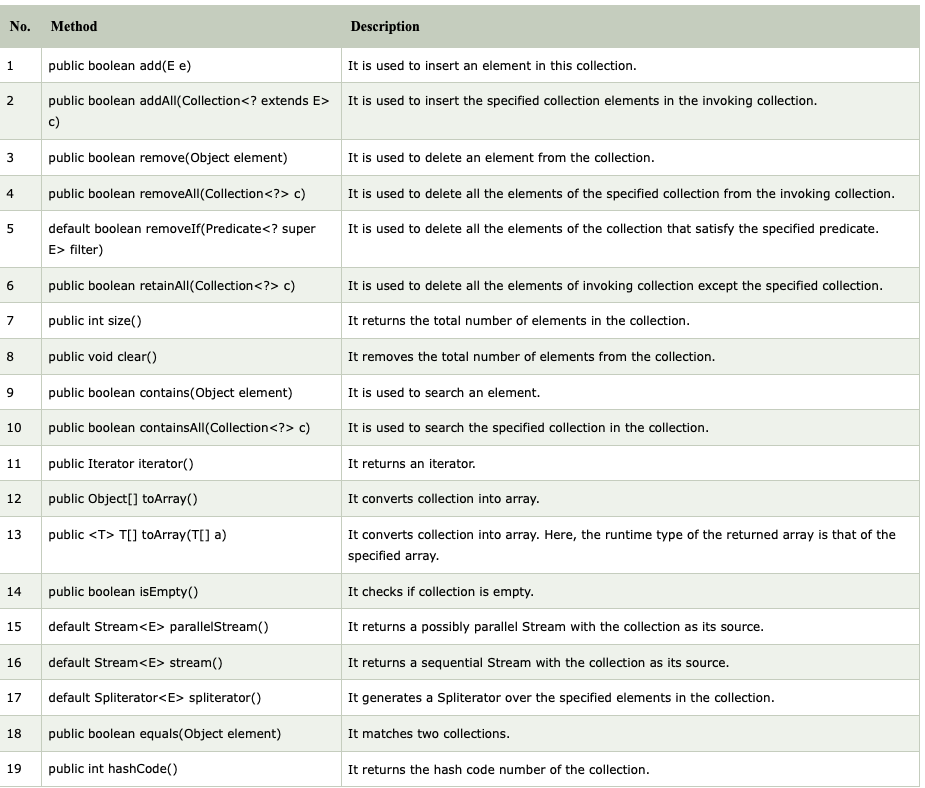 No. Method Description
1 public boolean add(E e) It is used to insert an element in this collection.
2 public boolean addAll(Collection<? extends E> It is used to insert the specified collection elements in the invoking collection.
c)
3 public boolean remove(Object element) It is used to delete an element from the collection.
4 public boolean removeAll(Collection<?> c) It is used to delete all the elements of the specified collection from the invoking collection.
5 default boolean removeIf(Predicate<? super It is used to delete all the elements of the collection that satisfy the specified predicate.
E> filter)
6 public boolean retainAll(Collection<?> c) It is used to delete all the elements of invoking collection except the specified collection.
7 public int size() It returns the total number of elements in the collection.
8 public void clear() It removes the total number of elements from the collection.
9 public boolean contains(Object element) It is used to search an element.
10 public boolean containsAll(Collection<?> c) It is used to search the specified collection in the collection.
11 public Iterator iterator() It returns an iterator.
12 public Object[] toArray() It converts collection into array.
13 public <T> T[] toArray(T[] a) It converts collection into array. Here, the runtime type of the returned array is that of the
specified array.
14 public boolean isEmpty() It checks if collection is empty.
15 default Stream<E> parallelStream() It returns a possibly parallel Stream with the collection as its source.
16 default Stream<E> stream() It returns a sequential Stream with the collection as its source.
17 default Spliterator<E> spliterator() It generates a Spliterator over the specified elements in the collection.
18 public boolean equals(Object element) It matches two collections.
19 public int hashCode() It returns the hash code number of the collection.